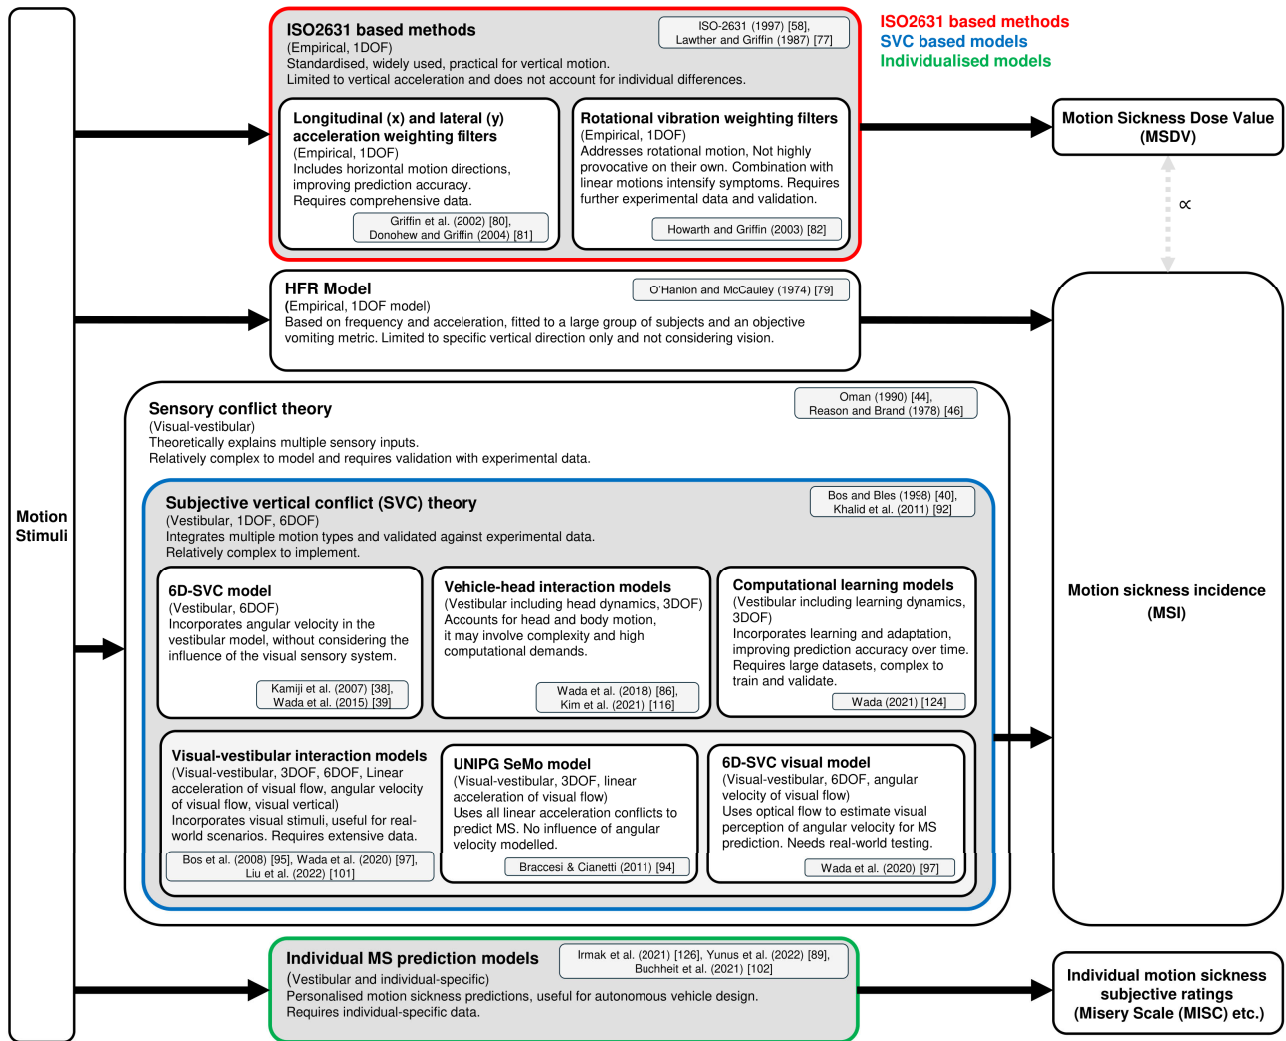 ISO2631 based methods
(Empirical, 1DOF)
Standardised, widely used, practical for vertical motion.
Limited to vertical acceleration and does not account for individual differences.
ISO-2631 (1997) [58],
Lawther and Griffin (1987) [77]
ISO2631 based methods
SVC based models
Individualised models
Longitudinal (x) and lateral (y)
acceleration weighting filters
(Empirical, 1DOF)
Includes horizontal motion directions,
improving prediction accuracy.
Requires comprehensive data.
Griffin et al. (2002) [80],
Donohew and Griffin (2004) [81]
Rotational vibration weighting filters
(Empirical, 1DOF)
Addresses rotational motion, Not highly
provocative on their own. Combination with
linear motions intensify symptoms. Requires
further experimental data and validation.
Howarth and Griffin (2003) [82]
Motion Sickness Dose Value
(MSDV)
∝
HFR Model
(Empirical, 1DOF model)
Based on frequency and acceleration, fitted to a large group of subjects and an objective
vomiting metric. Limited to specific vertical direction only and not considering vision.
O'Hanlon and McCauley (1974) [79]
Sensory conflict theory
(Visual-vestibular)
Theoretically explains multiple sensory inputs.
Relatively complex to model and requires validation with experimental data.
Oman (1990) [44],
Reason and Brand (1978) [46]
Motion
Stimuli
Subjective vertical conflict (SVC) theory
(Vestibular, 1DOF, 6DOF)
Integrates multiple motion types and validated against experimental data.
Relatively complex to implement.
Bos and Bles (1998) [40],
Khalid et al. (2011) [92]
6D-SVC model
(Vestibular, 6DOF)
Incorporates angular velocity in the
vestibular model, without considering the
influence of the visual sensory system.
Kamiji et al. (2007) [38],
Wada et al. (2015) [39]
Vehicle-head interaction models
(Vestibular including head dynamics, 3DOF)
Accounts for head and body motion,
it may involve complexity and high
computational demands.
Wada et al. (2018) [86],
Kim et al. (2021) [116]
Computational learning models
(Vestibular including learning dynamics,
3DOF)
Incorporates learning and adaptation,
improving prediction accuracy over time.
Requires large datasets, complex to
train and validate.
Wada (2021) [124]
Motion sickness incidence
(MSI)
Visual-vestibular interaction models
(Visual-vestibular, 3DOF, 6DOF, Linear
acceleration of visual flow, angular velocity
of visual flow, visual vertical)
Incorporates visual stimuli, useful for real-
world scenarios. Requires extensive data.
Bos et al. (2008) [95], Wada et al. (2020) [97],
Liu et al. (2022) [101]
UNIPG SeMo model
(Visual-vestibular, 3DOF, linear
acceleration of visual flow)
Uses all linear acceleration conflicts to
predict MS. No influence of angular
velocity modelled.
Braccesi & Cianetti (2011) [94]
6D-SVC visual model
(Visual-vestibular, 6DOF, angular
velocity of visual flow)
Uses optical flow to estimate visual
perception of angular velocity for MS
prediction. Needs real-world testing.
Wada et al. (2020) [97]
Individual MS prediction models
(Vestibular and individual-specific)
Personalised motion sickness predictions, useful for autonomous vehicle design.
Requires individual-specific data.
Irmak et al. (2021) [126], Yunus et al. (2022) [89],
Buchheit et al. (2021) [102]
Individual motion sickness
subjective ratings
(Misery Scale (MISC) etc.)